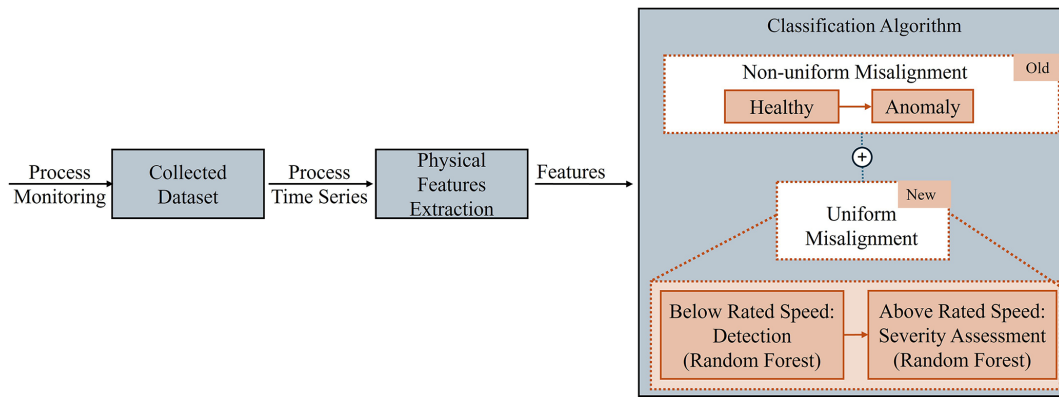 Process
Monitoring
Collected
Dataset
Process
Time Series
Physical
Features
Extraction
Features
Classification Algorithm
Old
Non-uniform Misalignment
Healthy
Anomaly
+
New
Uniform
Misalignment
Below Rated Speed:
Detection
(Random Forest)
Above Rated Speed:
Severity Assessment
(Random Forest)